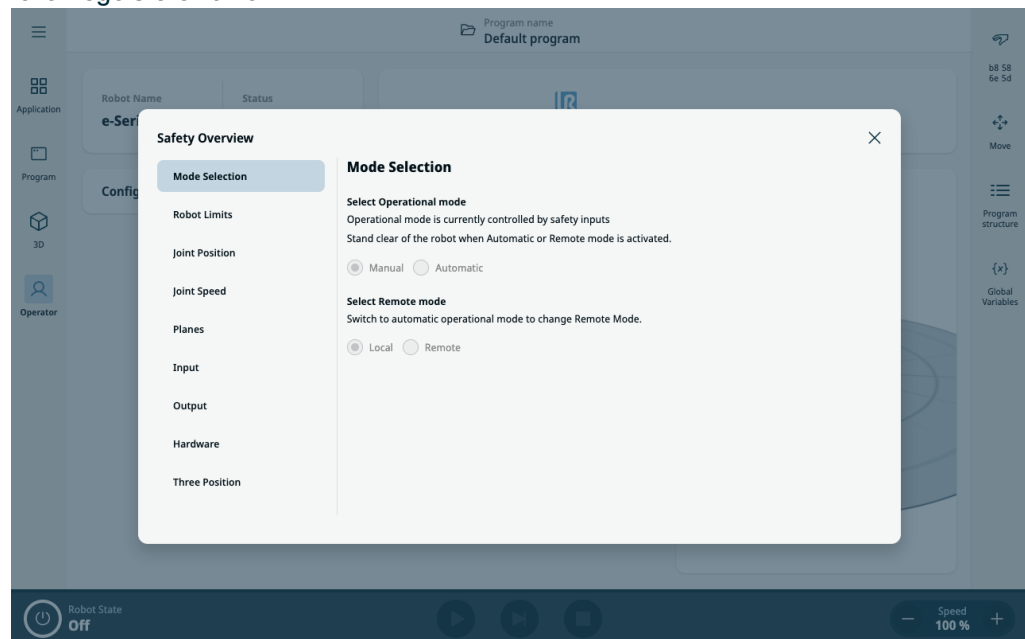 Program name
Default program
b8 58
6e 5d
Application
Robot Name
Status
e-Seri
Move
Program
Config
Program
structure
3D
Operator
{x}
Global
Variables
Safety Overview
Mode Selection
Robot Limits
Joint Position
Joint Speed
Planes
Input
Output
Hardware
Three Position
Mode Selection
Select Operational mode
Operational mode is currently controlled by safety inputs
Stand clear of the robot when Automatic or Remote mode is activated.
Manual Automatic
Select Remote mode
Switch to automatic operational mode to change Remote Mode.
Local Remote
Robot State
Off
Speed
100 %